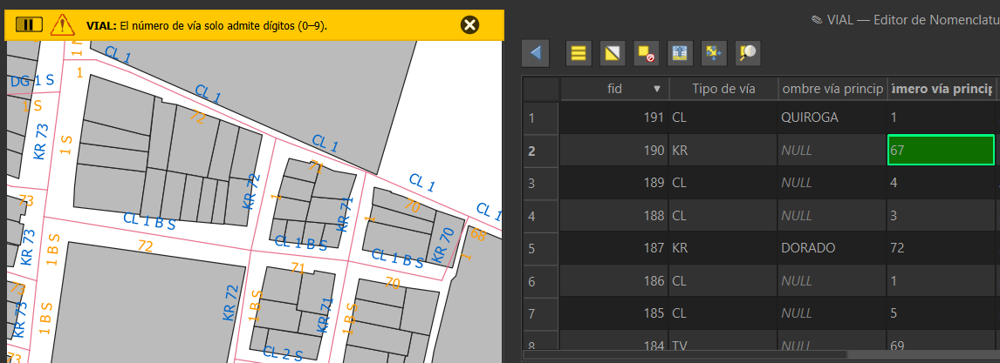 VIAL: El número de vía solo admite dígitos (0–9).
VIAL — Editor de Nomenclatu
fid Tipo de vía ombre vía princip imero vía princip
1 191 CL QUIROGA 1
2 190 KR NULL 67
3 189 CL NULL 4
4 188 CL NULL 3
5 187 KR DORADO 72
6 186 CL NULL 1
7 185 CL NULL 5
8 184 TV NULL 69
CL 1
1
DG 1 S
CL 1
1 S
72
KR 73
CL 1
1 S
71
CL 1
KR 72
73
1
KR 71
70
CL 1
1
CL 1 B S
68
KR 73
1 B S
72
CL 1 B S
KR 70
CL 1 B S
1
71
70
73
KR 72
1 B S
KR 71
1 B S
KR 73
1 B S
CL 2 S
73